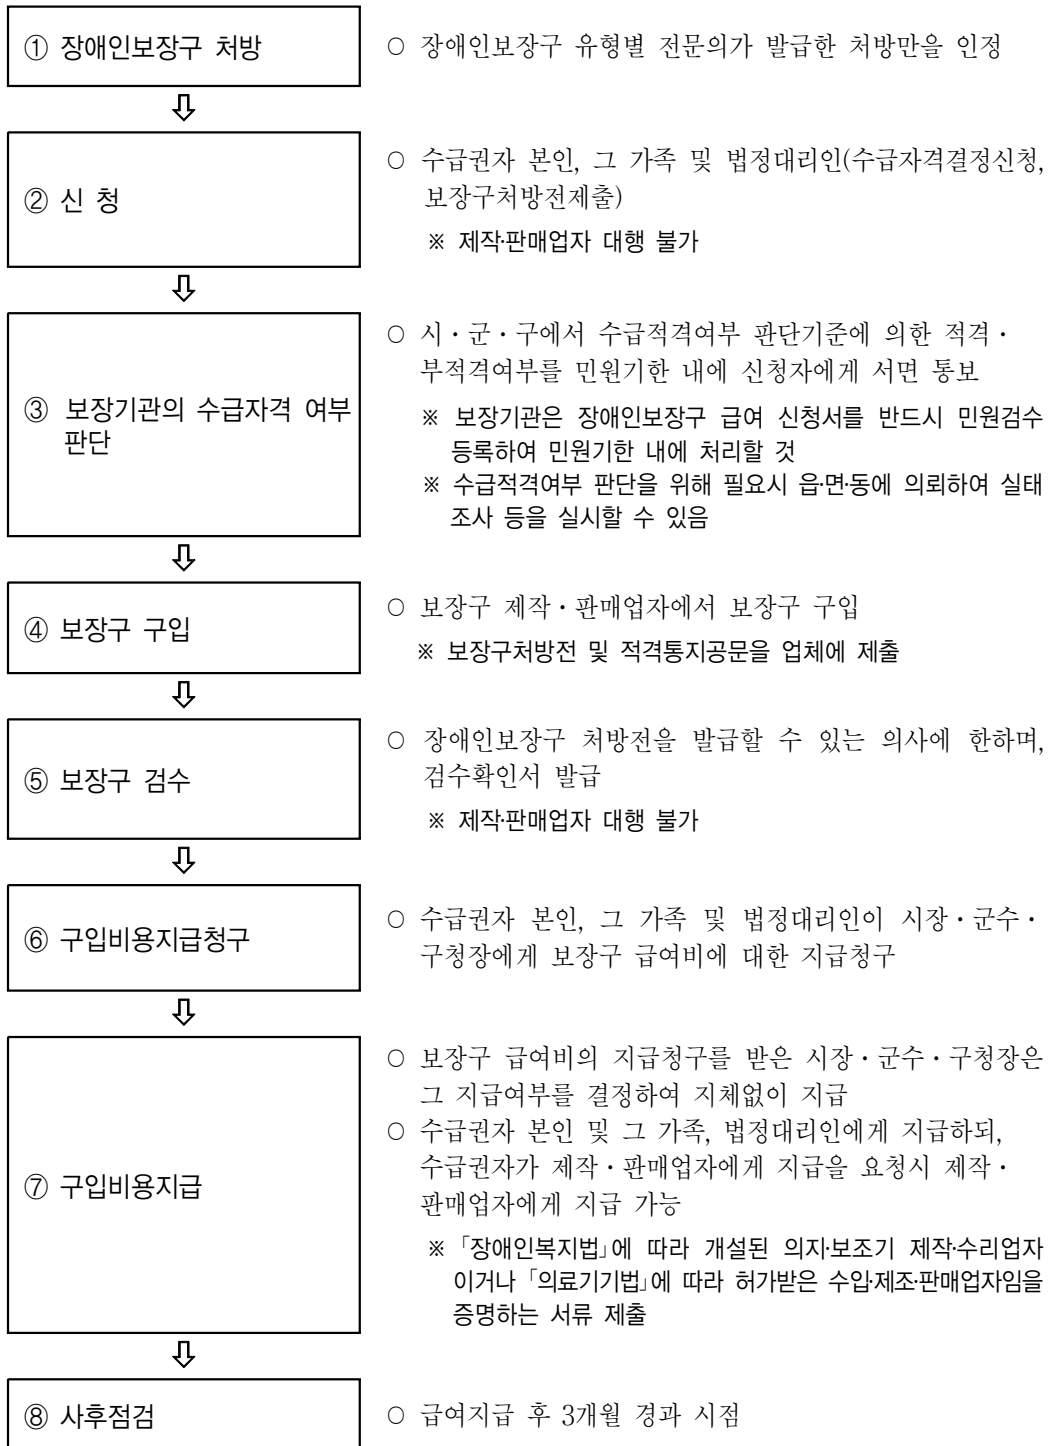 ① 장애인보장구 처방
○ 장애인보장구 유형별 전문의가 발급한 처방만을 인정
⇩
② 신 청
○ 수급권자 본인, 그 가족 및 법정대리인(수급자격결정신청,
보장구처방전제출)
※ 제작·판매업자 대행 불가
⇩
③ 보장기관의 수급자격 여부
판단
○ 시・군・구에서 수급적격여부 판단기준에 의한 적격・
부적격여부를 민원기한 내에 신청자에게 서면 통보
※ 보장기관은 장애인보장구 급여 신청서를 반드시 민원검수
등록하여 민원기한 내에 처리할 것
※ 수급적격여부 판단을 위해 필요시 읍·면·동에 의뢰하여 실태
조사 등을 실시할 수 있음
⇩
④ 보장구 구입
○ 보장구 제작・판매업자에서 보장구 구입
※ 보장구처방전 및 적격통지공문을 업체에 제출
⇩
⑤ 보장구 검수
○ 장애인보장구 처방전을 발급할 수 있는 의사에 한하며,
검수확인서 발급
※ 제작·판매업자 대행 불가
⇩
⑥ 구입비용지급청구
○ 수급권자 본인, 그 가족 및 법정대리인이 시장・군수・
구청장에게 보장구 급여비에 대한 지급청구
⇩
⑦ 구입비용지급
○ 보장구 급여비의 지급청구를 받은 시장・군수・구청장은
그 지급여부를 결정하여 지체없이 지급
○ 수급권자 본인 및 그 가족, 법정대리인에게 지급하되,
수급권자가 제작・판매업자에게 지급을 요청시 제작・
판매업자에게 지급 가능
※ 「장애인복지법」에 따라 개설된 의지·보조기 제작·수리업자
이거나 「의료기기법」에 따라 허가받은 수입·제조·판매업자임을
증명하는 서류 제출
⇩
⑧ 사후점검
○ 급여지급 후 3개월 경과 시점